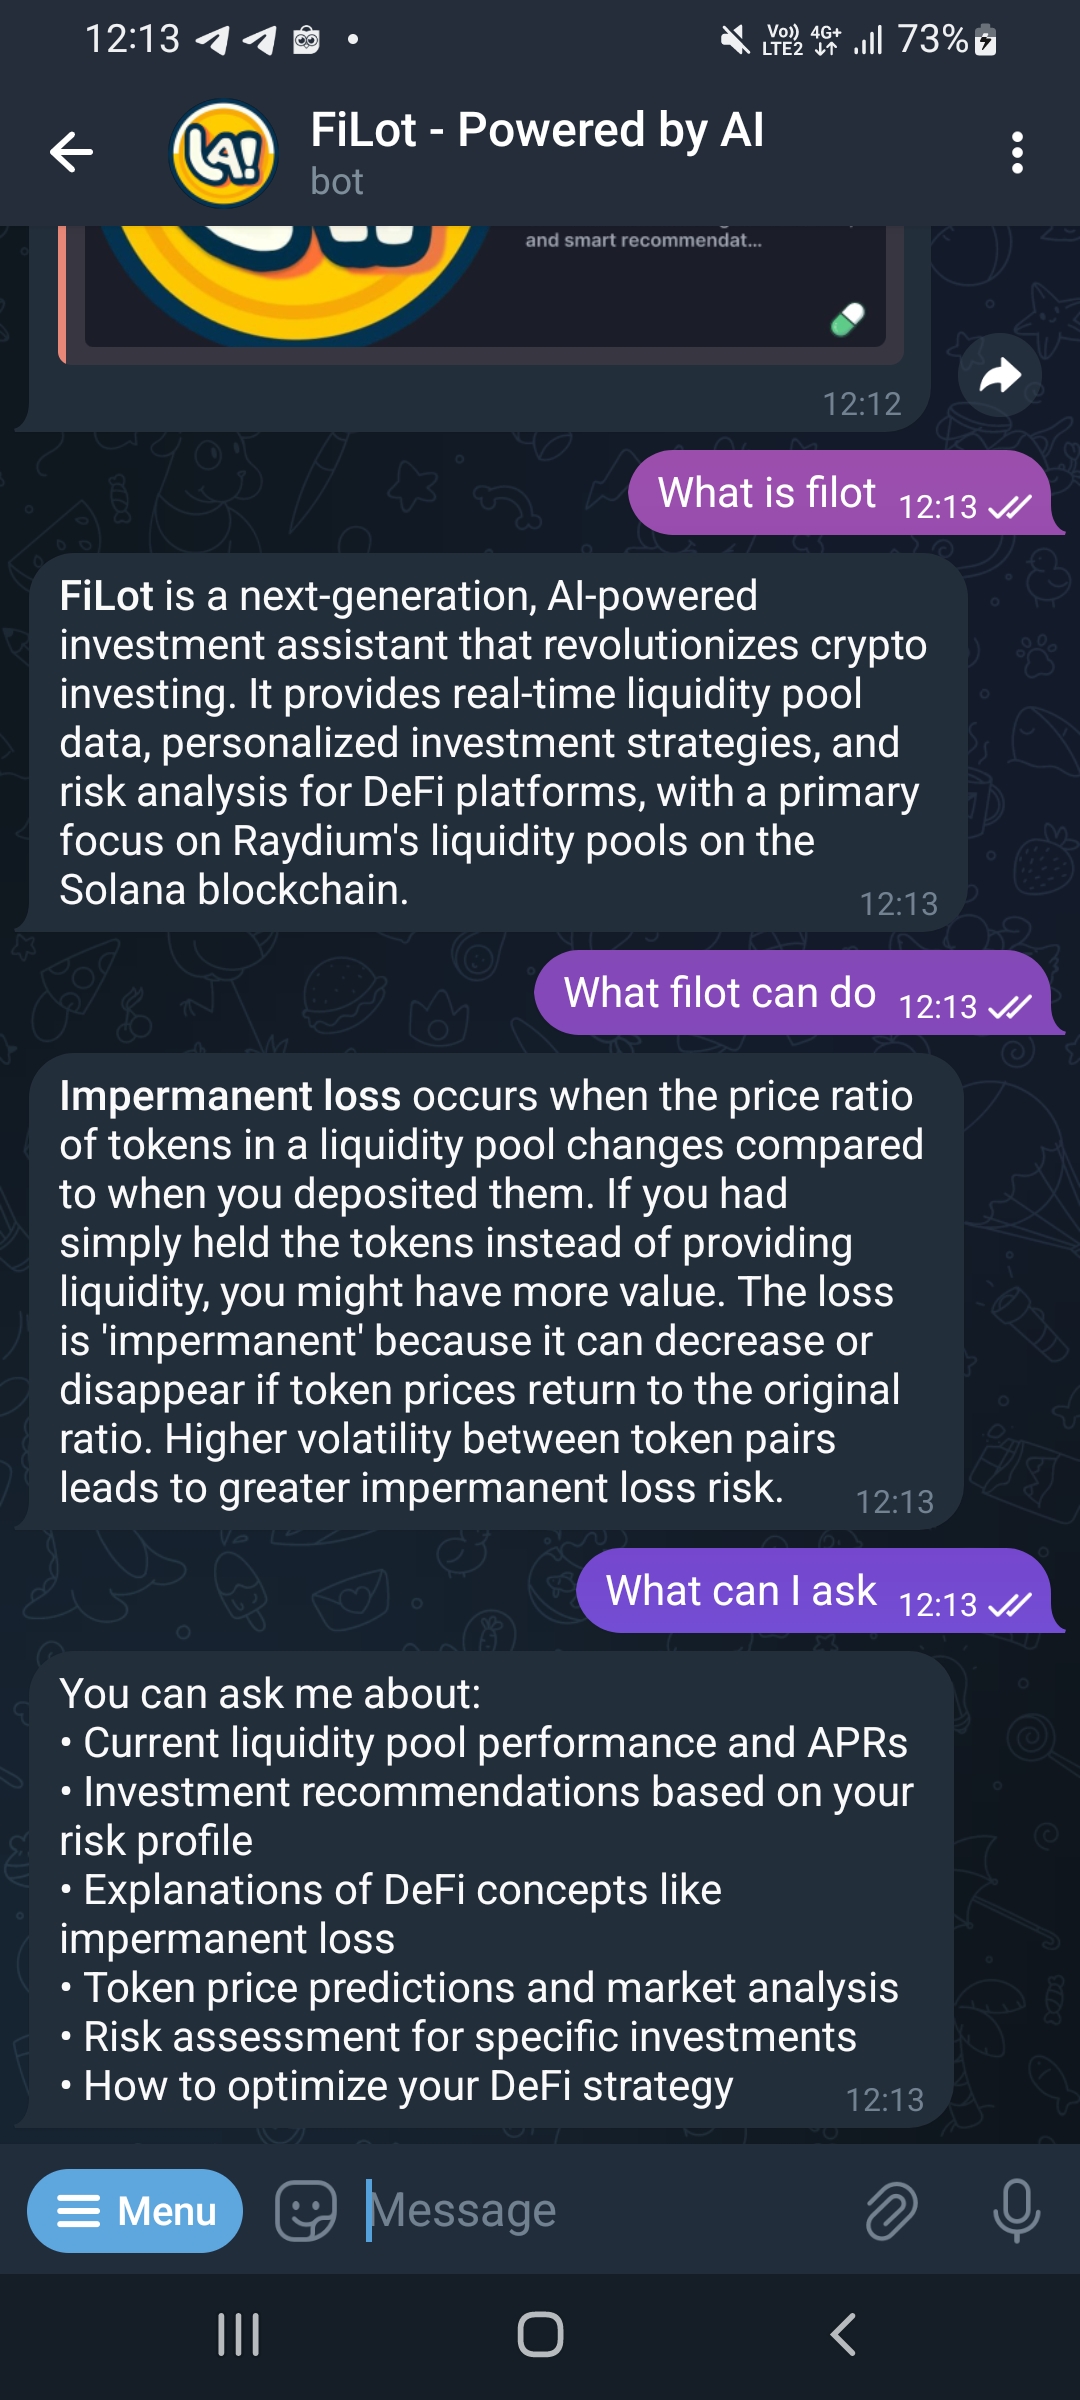 12:13
Vo)) LTE2 4G+ 73%
LA!
FiLot - Powered by AI
bot
and smart recommendat...
12:12
What is filot 12:13
FiLot is a next-generation, AI-powered
investment assistant that revolutionizes crypto
investing. It provides real-time liquidity pool
data, personalized investment strategies, and
risk analysis for DeFi platforms, with a primary
focus on Raydium's liquidity pools on the
Solana blockchain.
12:13
What filot can do 12:13
Impermanent loss occurs when the price ratio
of tokens in a liquidity pool changes compared
to when you deposited them. If you had
simply held the tokens instead of providing
liquidity, you might have more value. The loss
is 'impermanent' because it can decrease or
disappear if token prices return to the original
ratio. Higher volatility between token pairs
leads to greater impermanent loss risk.
12:13
What can I ask 12:13
You can ask me about:
• Current liquidity pool performance and APRs
• Investment recommendations based on your
risk profile
• Explanations of DeFi concepts like
impermanent loss
• Token price predictions and market analysis
• Risk assessment for specific investments
• How to optimize your DeFi strategy
12:13
Menu
Message